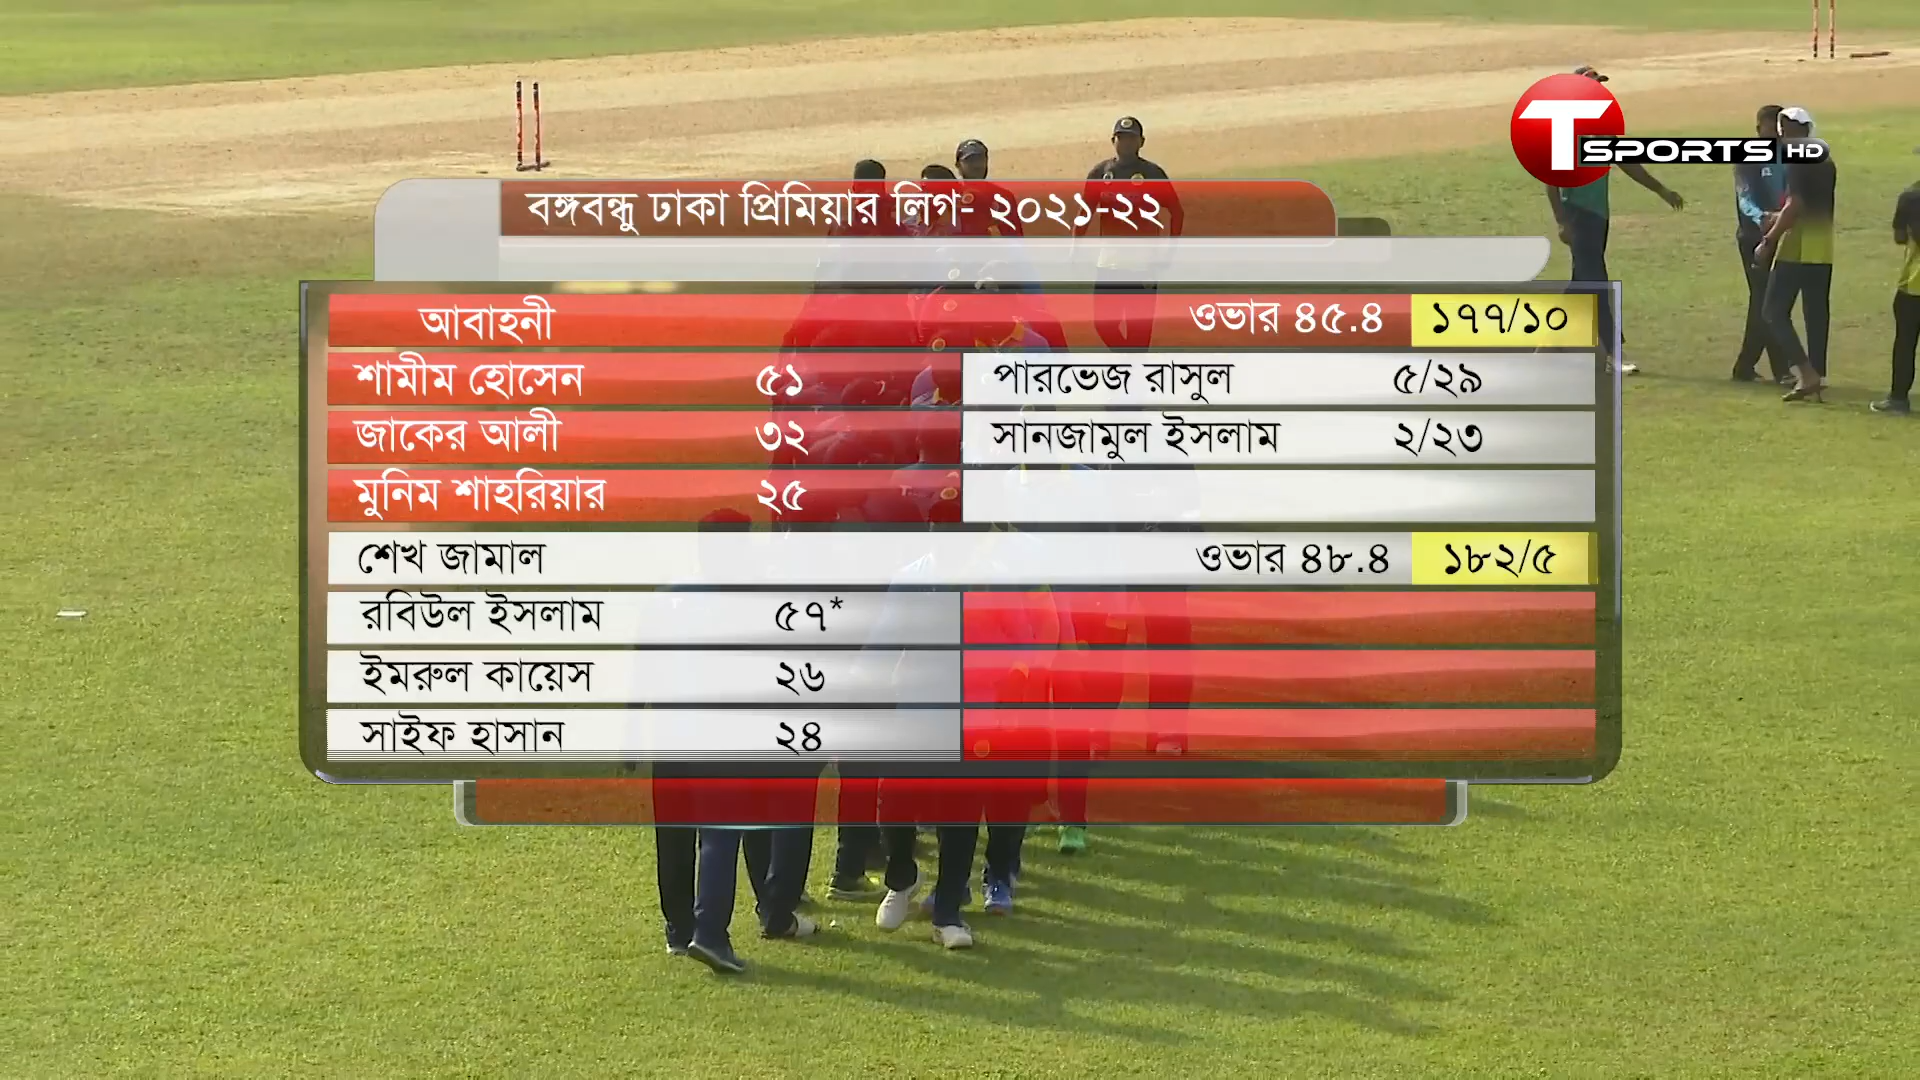 T SPORTS HD
বঙ্গবন্ধু ঢাকা প্রিমিয়ার লিগ- ২০২১-২২
আবাহনী ওভার ৪৫.৪ ১৭৭/১০
শামীম হোসেন ৫১ পারভেজ রাসুল ৫/২৯
জাকের আলী ৩২ সানজামুল ইসলাম ২/২৩
মুনিম শাহরিয়ার ২৫
শেখ জামাল ওভার ৪৮.৪ ১৮২/৫
রবিউল ইসলাম ৫৭*
ইমরুল কায়েস ২৬
সাইফ হাসান ২৪